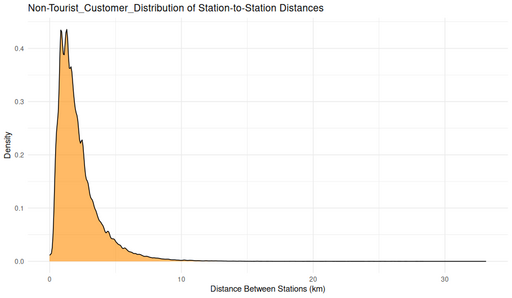 Non-Tourist_Customer_Distribution of Station-to-Station Distances
Density
0.4
0.3
0.2
0.1
0.0
0 10 20 30
Distance Between Stations (km)